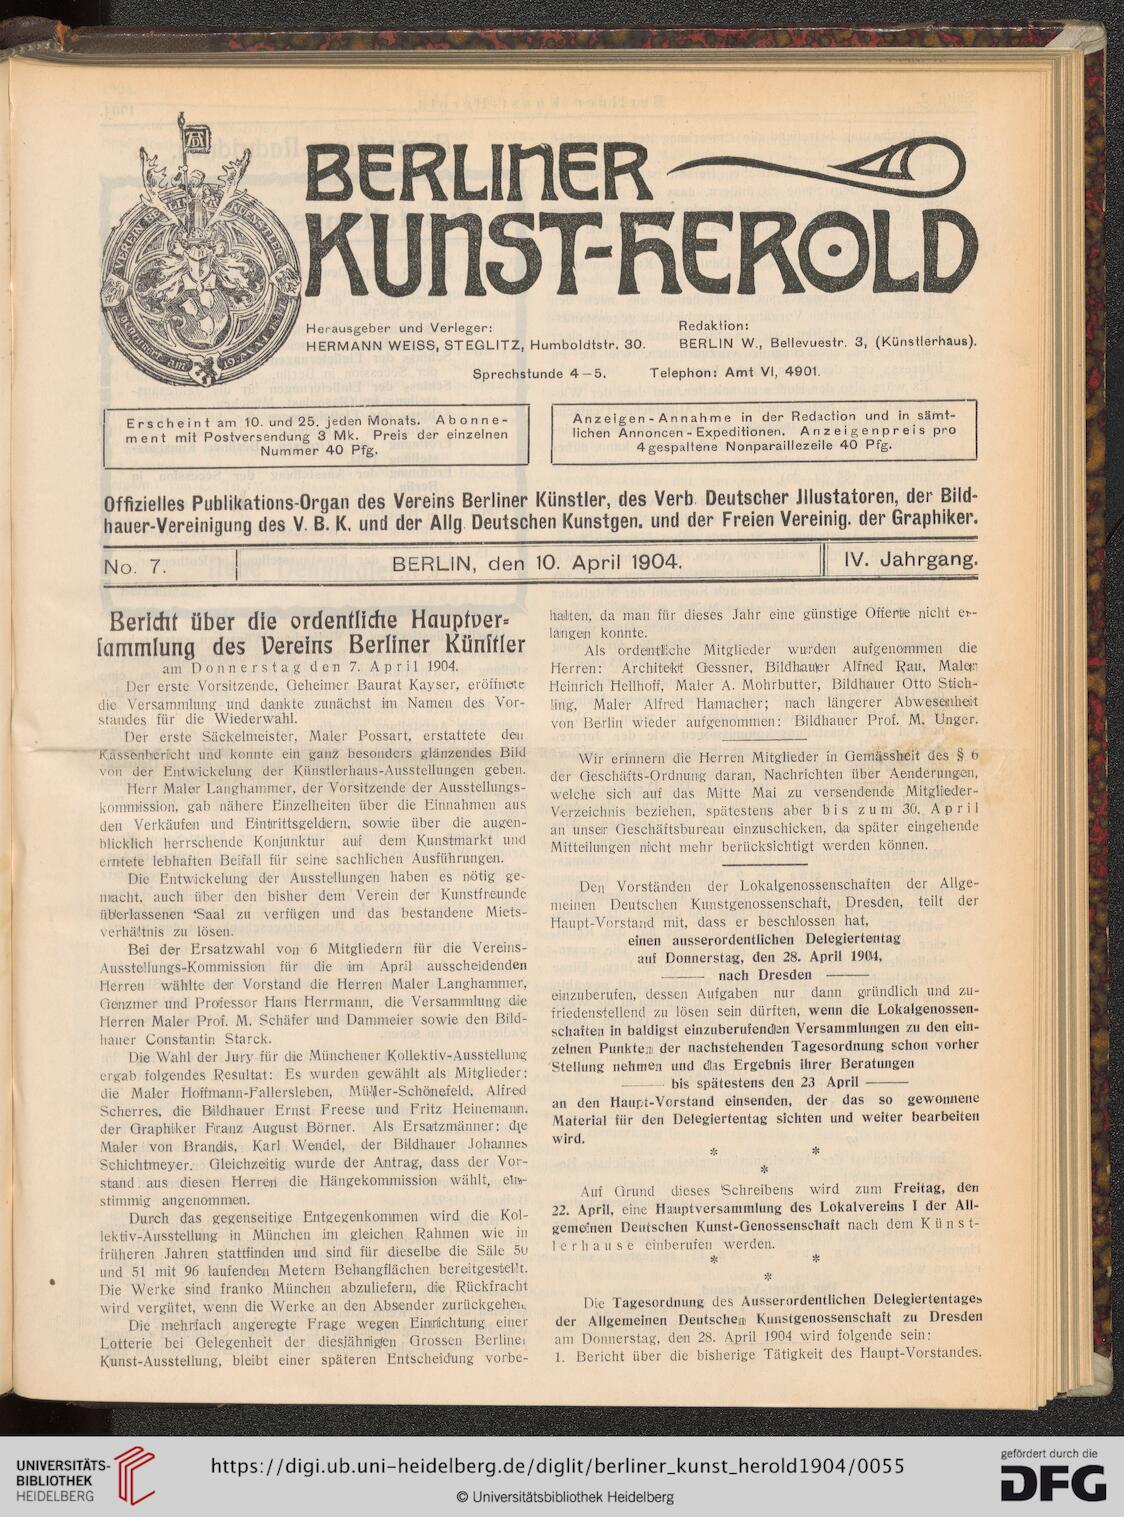 BERLINER
KUNST-HEROLD
VEREIN BERLINER KÜNSTLER
Herausgeber und Verleger:
HERMANN WEISS, STEGLITZ, Humboldtstr. 30.
Redaktion:
BERLIN W., Bellevuestr. 3, (Künstlerhaus).
Sprechstunde 4–5. Telephon: Amt VI, 4901.
Erscheint am 10. und 25. jeden Monats. Abonne-
ment mit Postversendung 3 Mk. Preis der einzelnen
Nummer 40 Pfg.
Anzeigen-Annahme in der Redaction und in sämt-
lichen Annoncen-Expeditionen. Anzeigenpreis pro
4 gespaltene Nonparaillezeile 40 Pfg.
Offizielles Publikations-Organ des Vereins Berliner Künstler, des Verb. Deutscher Jllustatoren, der Bild-
hauer-Vereinigung des V. B. K. und der Allg. Deutschen Kunstgen. und der Freien Vereinig. der Graphiker.
No. 7. BERLIN, den 10. April 1904. IV. Jahrgang.
Bericht über die ordentliche Hauptver-
sammlung des Vereins Berliner Künstler
am Donnerstag den 7. April 1904.
Der erste Vorsitzende, Geheimer Baurat Kayser, eröffnete
die Versammlung und dankte zunächst im Namen des Vor-
standes für die Wiederwahl.
Der erste Säckelmeister, Maler Possart, erstattete den
Kassenbericht und konnte ein ganz besonders glänzendes Bild
von der Entwickelung der Künstlerhaus-Ausstellungen geben.
Herr Maler Langhammer, der Vorsitzende der Ausstellungs-
kommission, gab nähere Einzelheiten über die Einnahmen aus
den Verkäufen und Eintrittsgeldern, sowie über die augen-
blicklich herrschende Konjunktur auf dem Kunstmarkt und
erntete lebhaften Beifall für seine sachlichen Ausführungen.
Die Entwickelung der Ausstellungen haben es nötig ge-
macht, auch über den bisher dem Verein der Kunstfreunde
überlassenen Saal zu verfügen und das bestandene Miets-
verhältnis zu lösen.
Bei der Ersatzwahl von 6 Mitgliedern für die Vereins-
Ausstellungs-Kommission für die im April ausscheidenden
Herren wählte der Vorstand die Herren Maler Langhammer,
Genzmer und Professor Hans Herrmann, die Versammlung die
Herren Maler Prof. M. Schäfer und Dammeier sowie den Bild-
hauer Constantin Starck.
Die Wahl der Jury für die Münchener Kollektiv-Ausstellung
ergab folgendes Resultat: Es wurden gewählt als Mitglieder:
die Maler Hoffmann-Fallersleben, Müller-Schönefeld, Alfred
Scherres, die Bildhauer Ernst Freese und Fritz Heinemann,
der Graphiker Franz August Börner. Als Ersatzmänner: die
Maler von Brandis, Karl Wendel, der Bildhauer Johannes
Schichtmeyer. Gleichzeitig wurde der Antrag, dass der Vor-
stand aus diesen Herren die Hängekommission wählt, ein-
stimmig angenommen.
Durch das gegenseitige Entgegenkommen wird die Kol-
lektiv-Ausstellung in München im gleichen Rahmen wie in
früheren Jahren stattfinden und sind für dieselbe die Säle 50
und 51 mit 96 laufenden Metern Behangflächen bereitgestellt.
Die Werke sind franko München abzuliefern, die Rückfracht
wird vergütet, wenn die Werke an den Absender zurückgehen.
Die mehrfach angeregte Frage wegen Einrichtung einer
Lotterie bei Gelegenheit der diesjährigen Grossen Berliner
Kunst-Ausstellung, bleibt einer späteren Entscheidung vorbe-
halten, da man für dieses Jahr eine günstige Offerte nicht er-
langen konnte.
Als ordentliche Mitglieder wurden aufgenommen die
Herren: Architekt Gessner, Bildhauer Alfred Rau, Maler
Heinrich Hellhoff, Maler A. Mohrbutter, Bildhauer Otto Stich-
ling, Maler Alfred Hamacher; nach längerer Abwesenheit
von Berlin wieder aufgenommen: Bildhauer Prof. M. Unger.
Wir erinnern die Herren Mitglieder in Gemässheit des § 6
der Geschäfts-Ordnung daran, Nachrichten über Aenderungen,
welche sich auf das Mitte Mai zu versendende Mitglieder-
Verzeichnis beziehen, spätestens aber bis zum 30. April
an unser Geschäftsbureau einzuschicken, da später eingehende
Mitteilungen nicht mehr berücksichtigt werden können.
Den Vorständen der Lokalgenossenschaften der Allge-
meinen Deutschen Kunstgenossenschaft, Dresden, teilt der
Haupt-Vorstand mit, dass er beschlossen hat,
einen ausserordentlichen Delegiertentag
auf Donnerstag, den 28. April 1904,
nach Dresden
einzuberufen, dessen Aufgaben nur dann gründlich und zu-
friedenstellend zu lösen sein dürften, wenn die Lokalgenossen-
schaften in baldigst einzuberufenden Versammlungen zu den ein-
zelnen Punkten der nachstehenden Tagesordnung schon vorher
Stellung nehmen und das Ergebnis ihrer Beratungen
bis spätestens den 23 April
an den Haupt-Vorstand einsenden, der das so gewonnene
Material für den Delegiertentag sichten und weiter bearbeiten
wird.
* *
*
Auf Grund dieses Schreibens wird zum Freitag, den
22. April, eine Hauptversammlung des Lokalvereins I der All-
gemeinen Deutschen Kunst-Genossenschaft nach dem Künst-
lerhause einberufen werden.
* *
*
Die Tagesordnung des Ausserordentlichen Delegiertentages
der Allgemeinen Deutschen Kunstgenossenschaft zu Dresden
am Donnerstag, den 28. April 1904 wird folgende sein:
1. Bericht über die bisherige Tätigkeit des Haupt-Vorstandes.
UNIVERSITÄTS-
BIBLIOTHEK
HEIDELBERG
https://digi.ub.uni-heidelberg.de/diglit/berliner_kunst_herold1904/0055
© Universitätsbibliothek Heidelberg
gefördert durch die
DFG